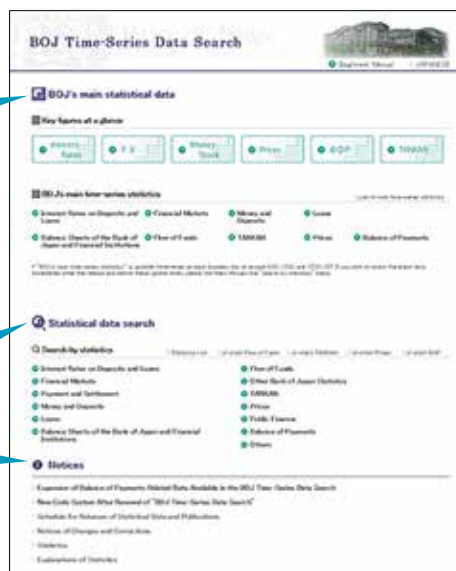 BOJ Time-Series Data Search
Beginners' Manual JAPANESE
BOJ's main statistical data
Key figures at a glance
Interest Rates FX Money Stock Prices BOP TANKAN
BOJ's main time-series statistics
Interest Rates on Deposits and Loans Financial Markets Money and Deposits Loans
Balance Sheets of the Bank of Japan and Financial Institutions Flow of Funds TANKAN Prices Balance of Payments
Statistical data search
Search by statistics
Interest Rates on Deposits and Loans Flow of Funds
Financial Markets Other Bank of Japan Statistics
Payment and Settlement TANKAN
Money and Deposits Prices
Loans Public Finance
Balance Sheets of the Bank of Japan and Financial Institutions Balance of Payments
Others
Notices
Expansion of Balance of Payments Related Data Available in the BOJ Time-Series Data Search
New Code System After Renewal of "BOJ Time-Series Data Search"
Schedule for Releases of Statistical Data and Publications
Notices of Changes and Corrections
Statistics
Explanations of Statistics